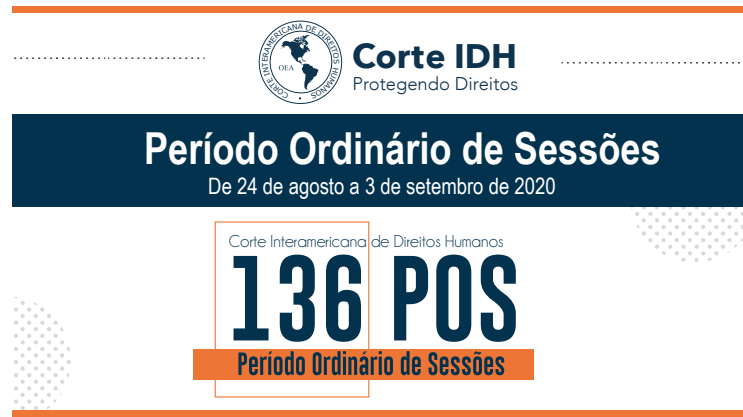 CORTE INTERAMERICANA DE DIREITOS HUMANOS
OEA
Corte IDH
Protegendo Direitos
Período Ordinário de Sessões
De 24 de agosto a 3 de setembro de 2020
Corte Interamericana de Direitos Humanos
136 POS
Período Ordinário de Sessões